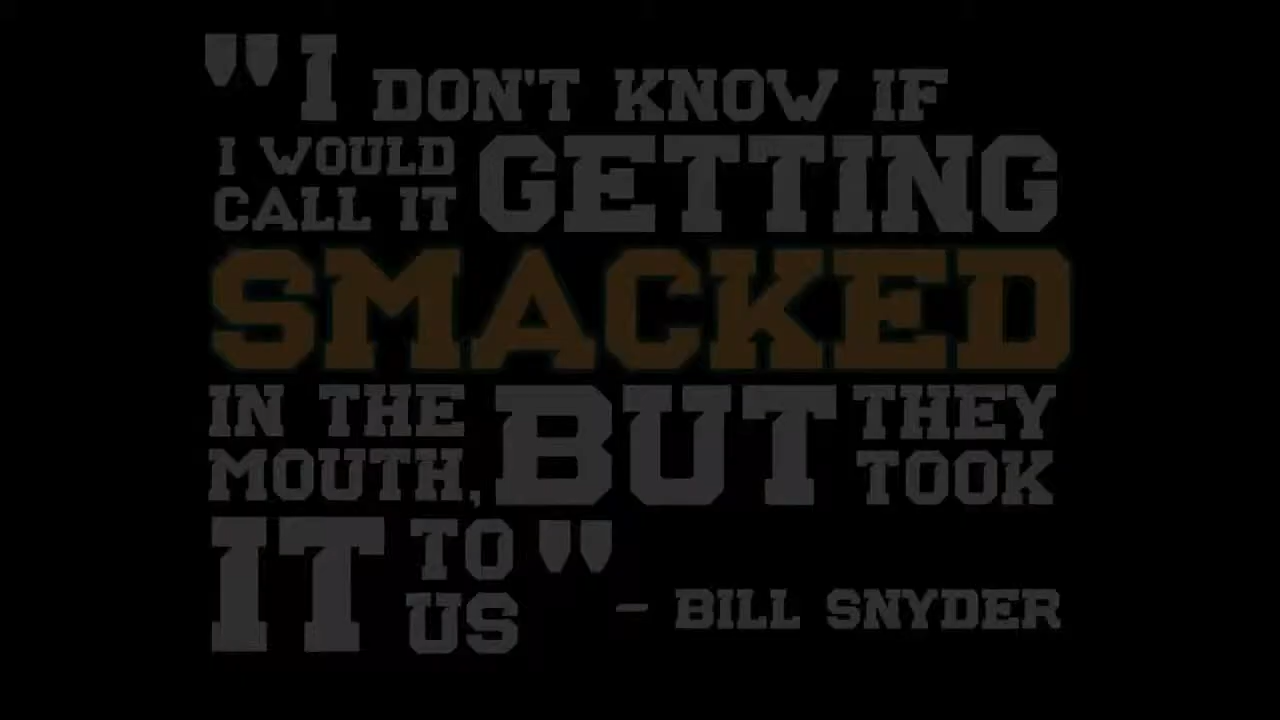 "I DON'T KNOW IF
I WOULD
CALL IT GETTING
SMACKED
IN THE
MOUTH, BUT THEY
TOOK
IT TO
US" - BILL SNYDER